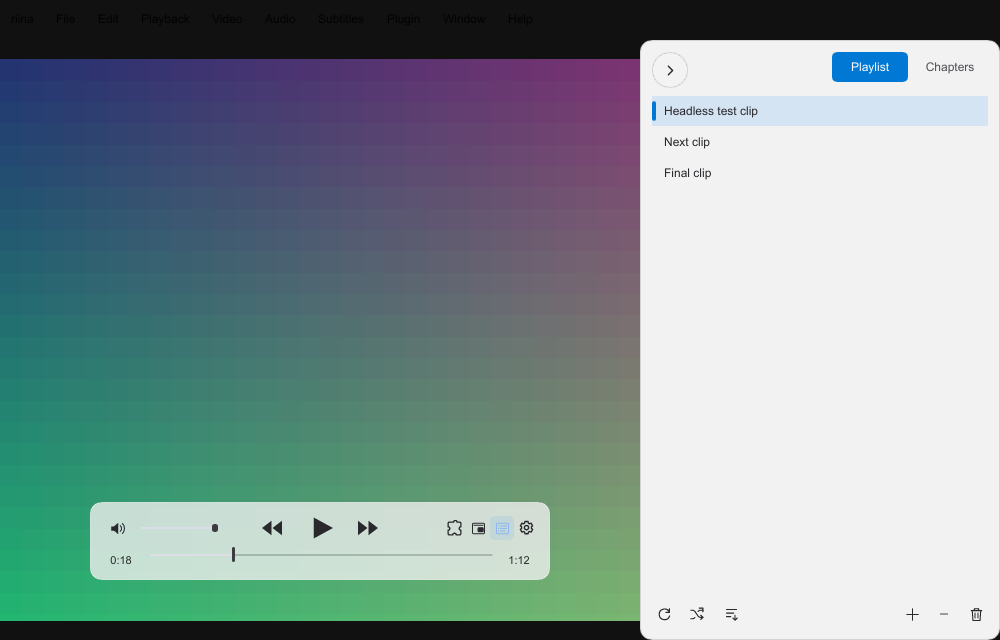 riina File Edit Playback Video Audio Subtitles Plugin Window Help
Playlist Chapters
Headless test clip
Next clip
Final clip
0:18 1:12